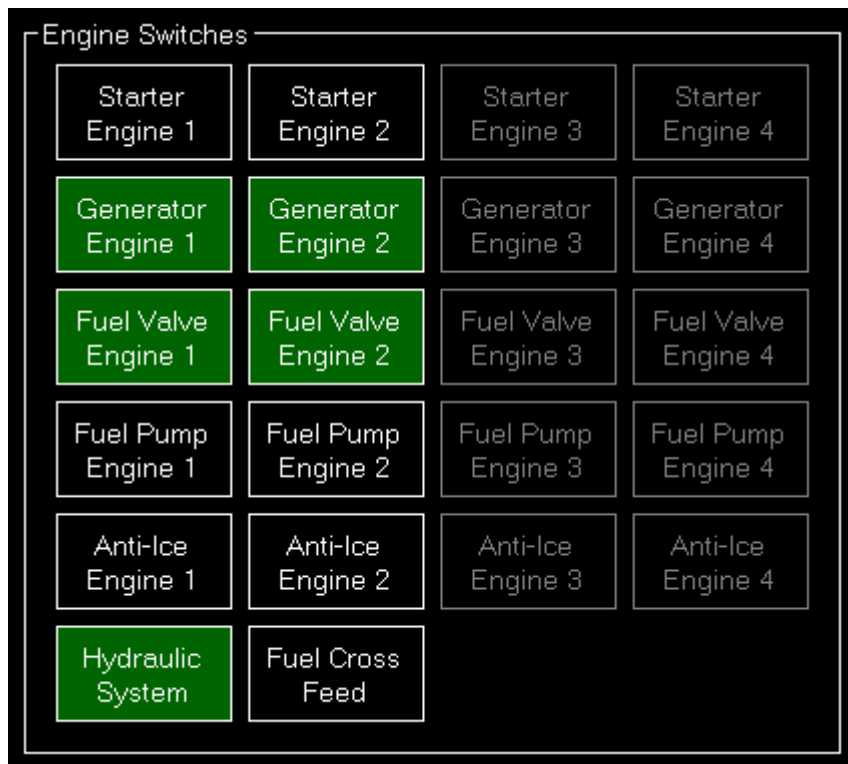 Engine Switches
Starter
Engine 1
Starter
Engine 2
Starter
Engine 3
Starter
Engine 4
Generator
Engine 1
Generator
Engine 2
Generator
Engine 3
Generator
Engine 4
Fuel Valve
Engine 1
Fuel Valve
Engine 2
Fuel Valve
Engine 3
Fuel Valve
Engine 4
Fuel Pump
Engine 1
Fuel Pump
Engine 2
Fuel Pump
Engine 3
Fuel Pump
Engine 4
Anti-Ice
Engine 1
Anti-Ice
Engine 2
Anti-Ice
Engine 3
Anti-Ice
Engine 4
Hydraulic
System
Fuel Cross
Feed